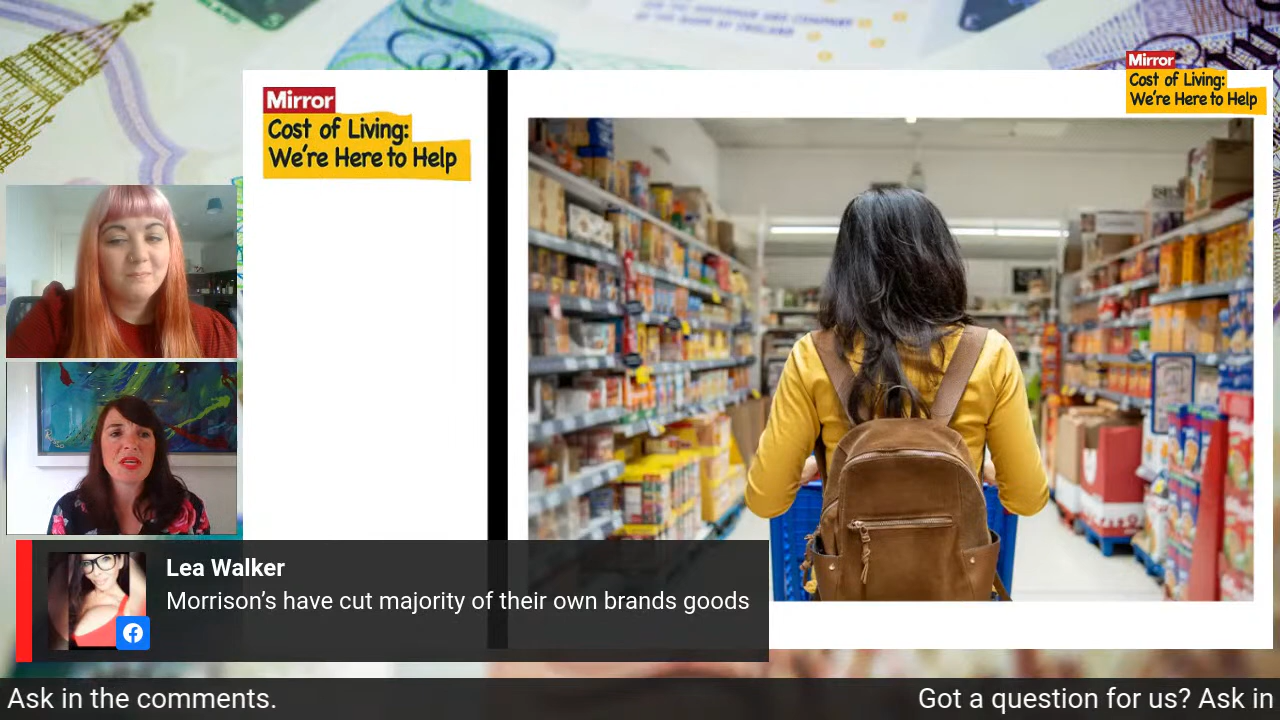 Mirror
Cost of Living:
We're Here to Help
Mirror
Cost of Living:
We're Here to Help
Lea Walker
Morrison's have cut majority of their own brands goods
Ask in the comments.
Got a question for us? Ask in